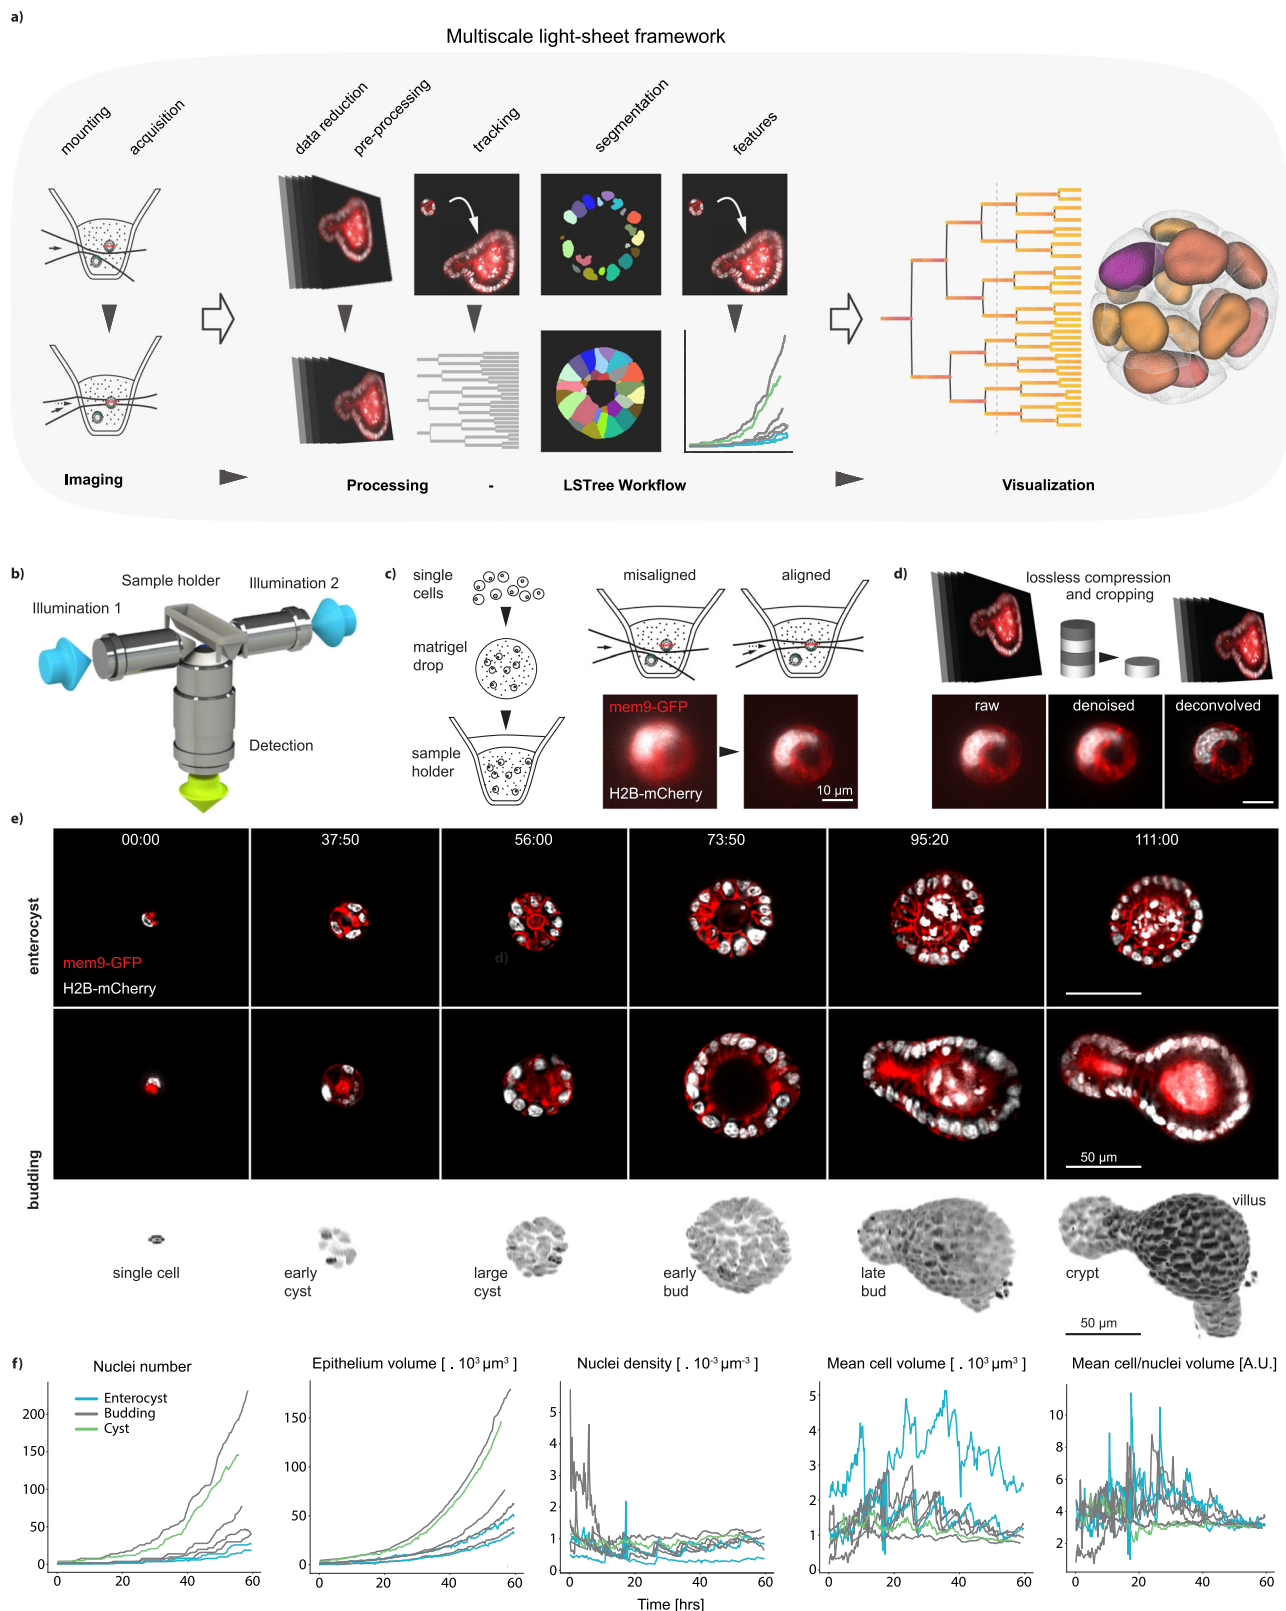 a)
Multiscale light-sheet framework
mounting
acquisition
data reduction
pre-processing
tracking
segmentation
features
Imaging
Processing - LSTree Workflow
Visualization
b)
Sample holder
Illumination 1
Illumination 2
Detection
c)
single
cells
matrigel
drop
sample
holder
misaligned
aligned
mem9-GFP
H2B-mCherry
10 µm
d)
lossless compression
and cropping
raw
denoised
deconvolved
e)
00:00
37:50
56:00
73:50
95:20
111:00
enterocyst
mem9-GFP
H2B-mCherry
d)
budding
50 µm
single cell
early
cyst
large
cyst
early
bud
late
bud
villus
crypt
50 µm
f)
Nuclei number
Enterocyst
Budding
Cyst
200
150
100
50
0
0 20 40 60
Epithelium volume [ . 10³ µm³ ]
150
100
50
0
0 20 40 60
Nuclei density [ . 10⁻³ µm⁻³ ]
5
4
3
2
1
0
0 20 40 60
Time [hrs]
Mean cell volume [ . 10³ µm³ ]
5
4
3
2
1
0
0 20 40 60
Mean cell/nuclei volume [A.U.]
10
8
6
4
2
0 20 40 60